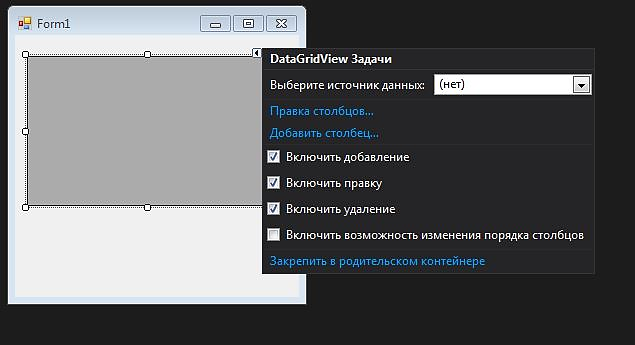 Form1
DataGridView Задачи
Выберите источник данных: (нет)
Правка столбцов...
Добавить столбец...
Включить добавление
Включить правку
Включить удаление
Включить возможность изменения порядка столбцов
Закрепить в родительском контейнере